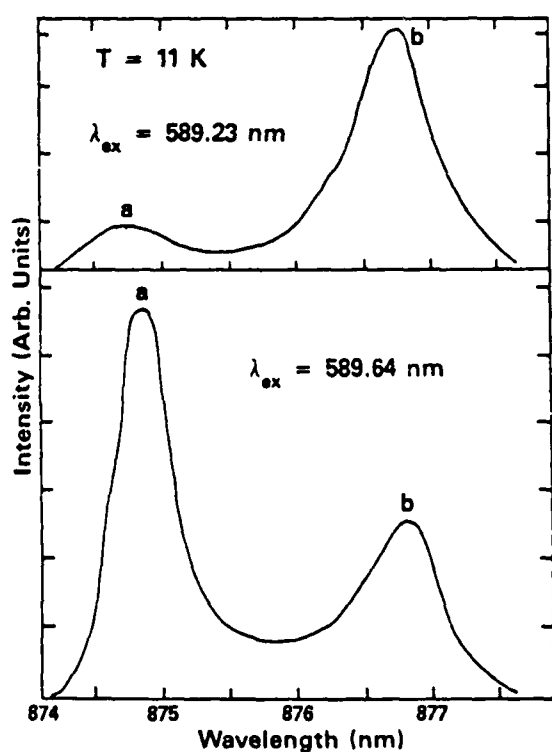 T = 11 K
b
λex = 589.23 nm
a
a
λex = 589.64 nm
b
Intensity (Arb. Units)
874 875 876 877
Wavelength (nm)